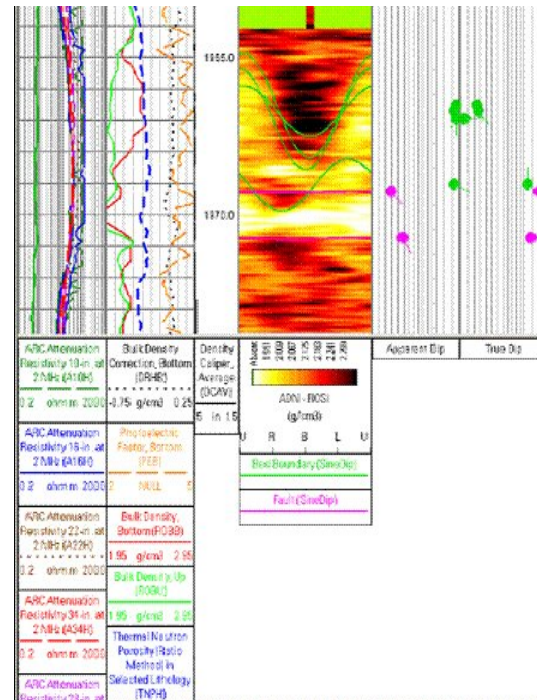 1965.0
1970.0
ARC Attenuation
Resistivity 10-in. at
2 MHz (A10H)
0.2 ohm.m 2000
ARC Attenuation
Resistivity 16-in. at
2 MHz (A16H)
0.2 ohm.m 2000
ARC Attenuation
Resistivity 22-in. at
2 MHz (A22H)
0.2 ohm.m 2000
ARC Attenuation
Resistivity 34-in. at
2 MHz (A34H)
0.2 ohm.m 2000
ARC Attenuation
Resistivity 28-in. at
Bulk Density
Correction, Bottom
(DRHB)
-0.75 g/cm3 0.25
Photoelectric
Factor, Bottom
(PEB)
NULL
Bulk Density,
Bottom (ROBB)
1.95 g/cm3 2.95
Bulk Density, Up
(ROBU)
1.95 g/cm3 2.95
Thermal Neutron
Porosity (Ratio
Method) in
Selected Lithology
(TNPH)
Density
Caliper,
Average
(DCAV)
5 in 15
Absent
(g/cm3)
U R B L U
Bed Boundary (SineDip)
Fault (SineDip)
Apparent Dip
True Dip